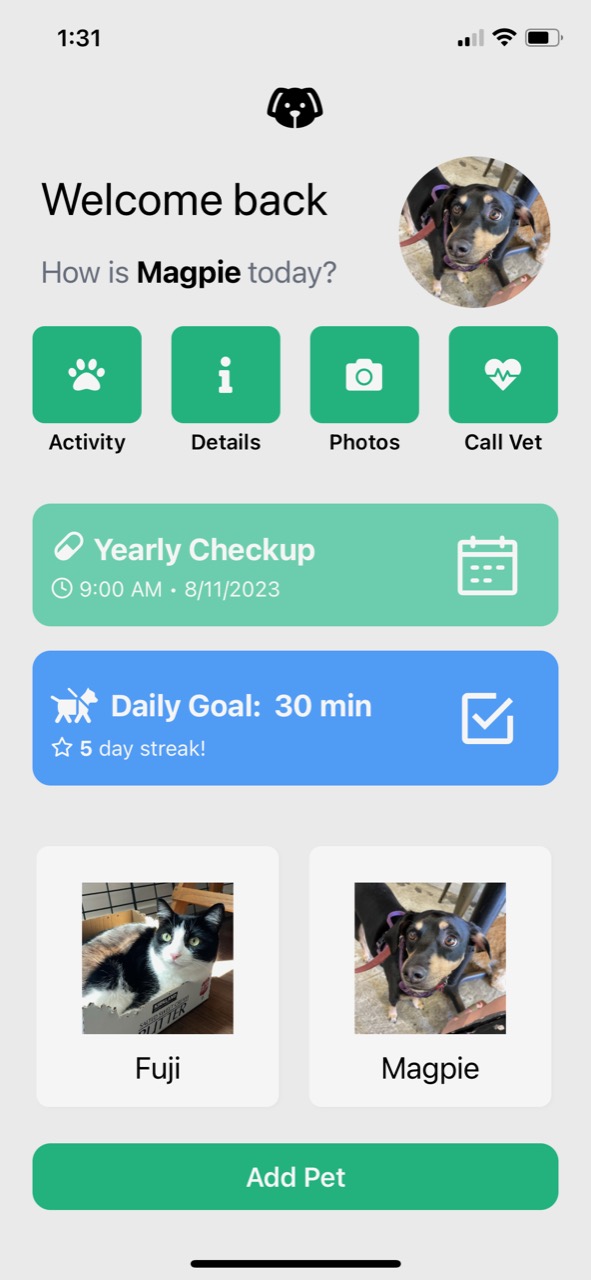 1:31
Welcome back
How is Magpie today?
Activity Details Photos Call Vet
Yearly Checkup
9:00 AM • 8/11/2023
Daily Goal: 30 min
5 day streak!
KIRKLAND
Fuji Magpie
Add Pet